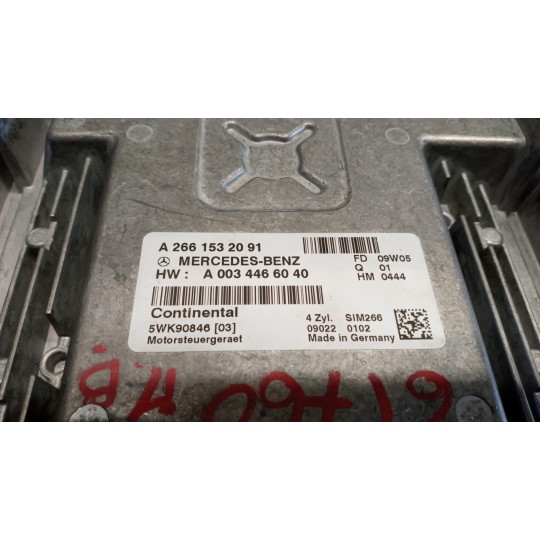 A 266 153 20 91
MERCEDES-BENZ
HW : A 003 446 60 40
FD 09W05
Q 01
HM 0444
Continental
5WK90846 [03]
Motorsteuergeraet
4 Zyl. SIM266
09022 0102
Made in Germany